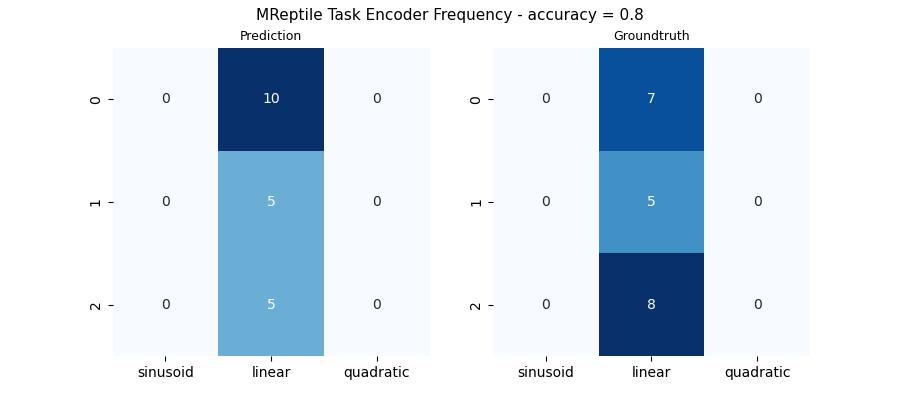 MReptile Task Encoder Frequency - accuracy = 0.8
Prediction
Groundtruth
0 0 10 0
1 0 5 0
2 0 5 0
sinusoid linear quadratic
0 0 7 0
1 0 5 0
2 0 8 0
sinusoid linear quadratic